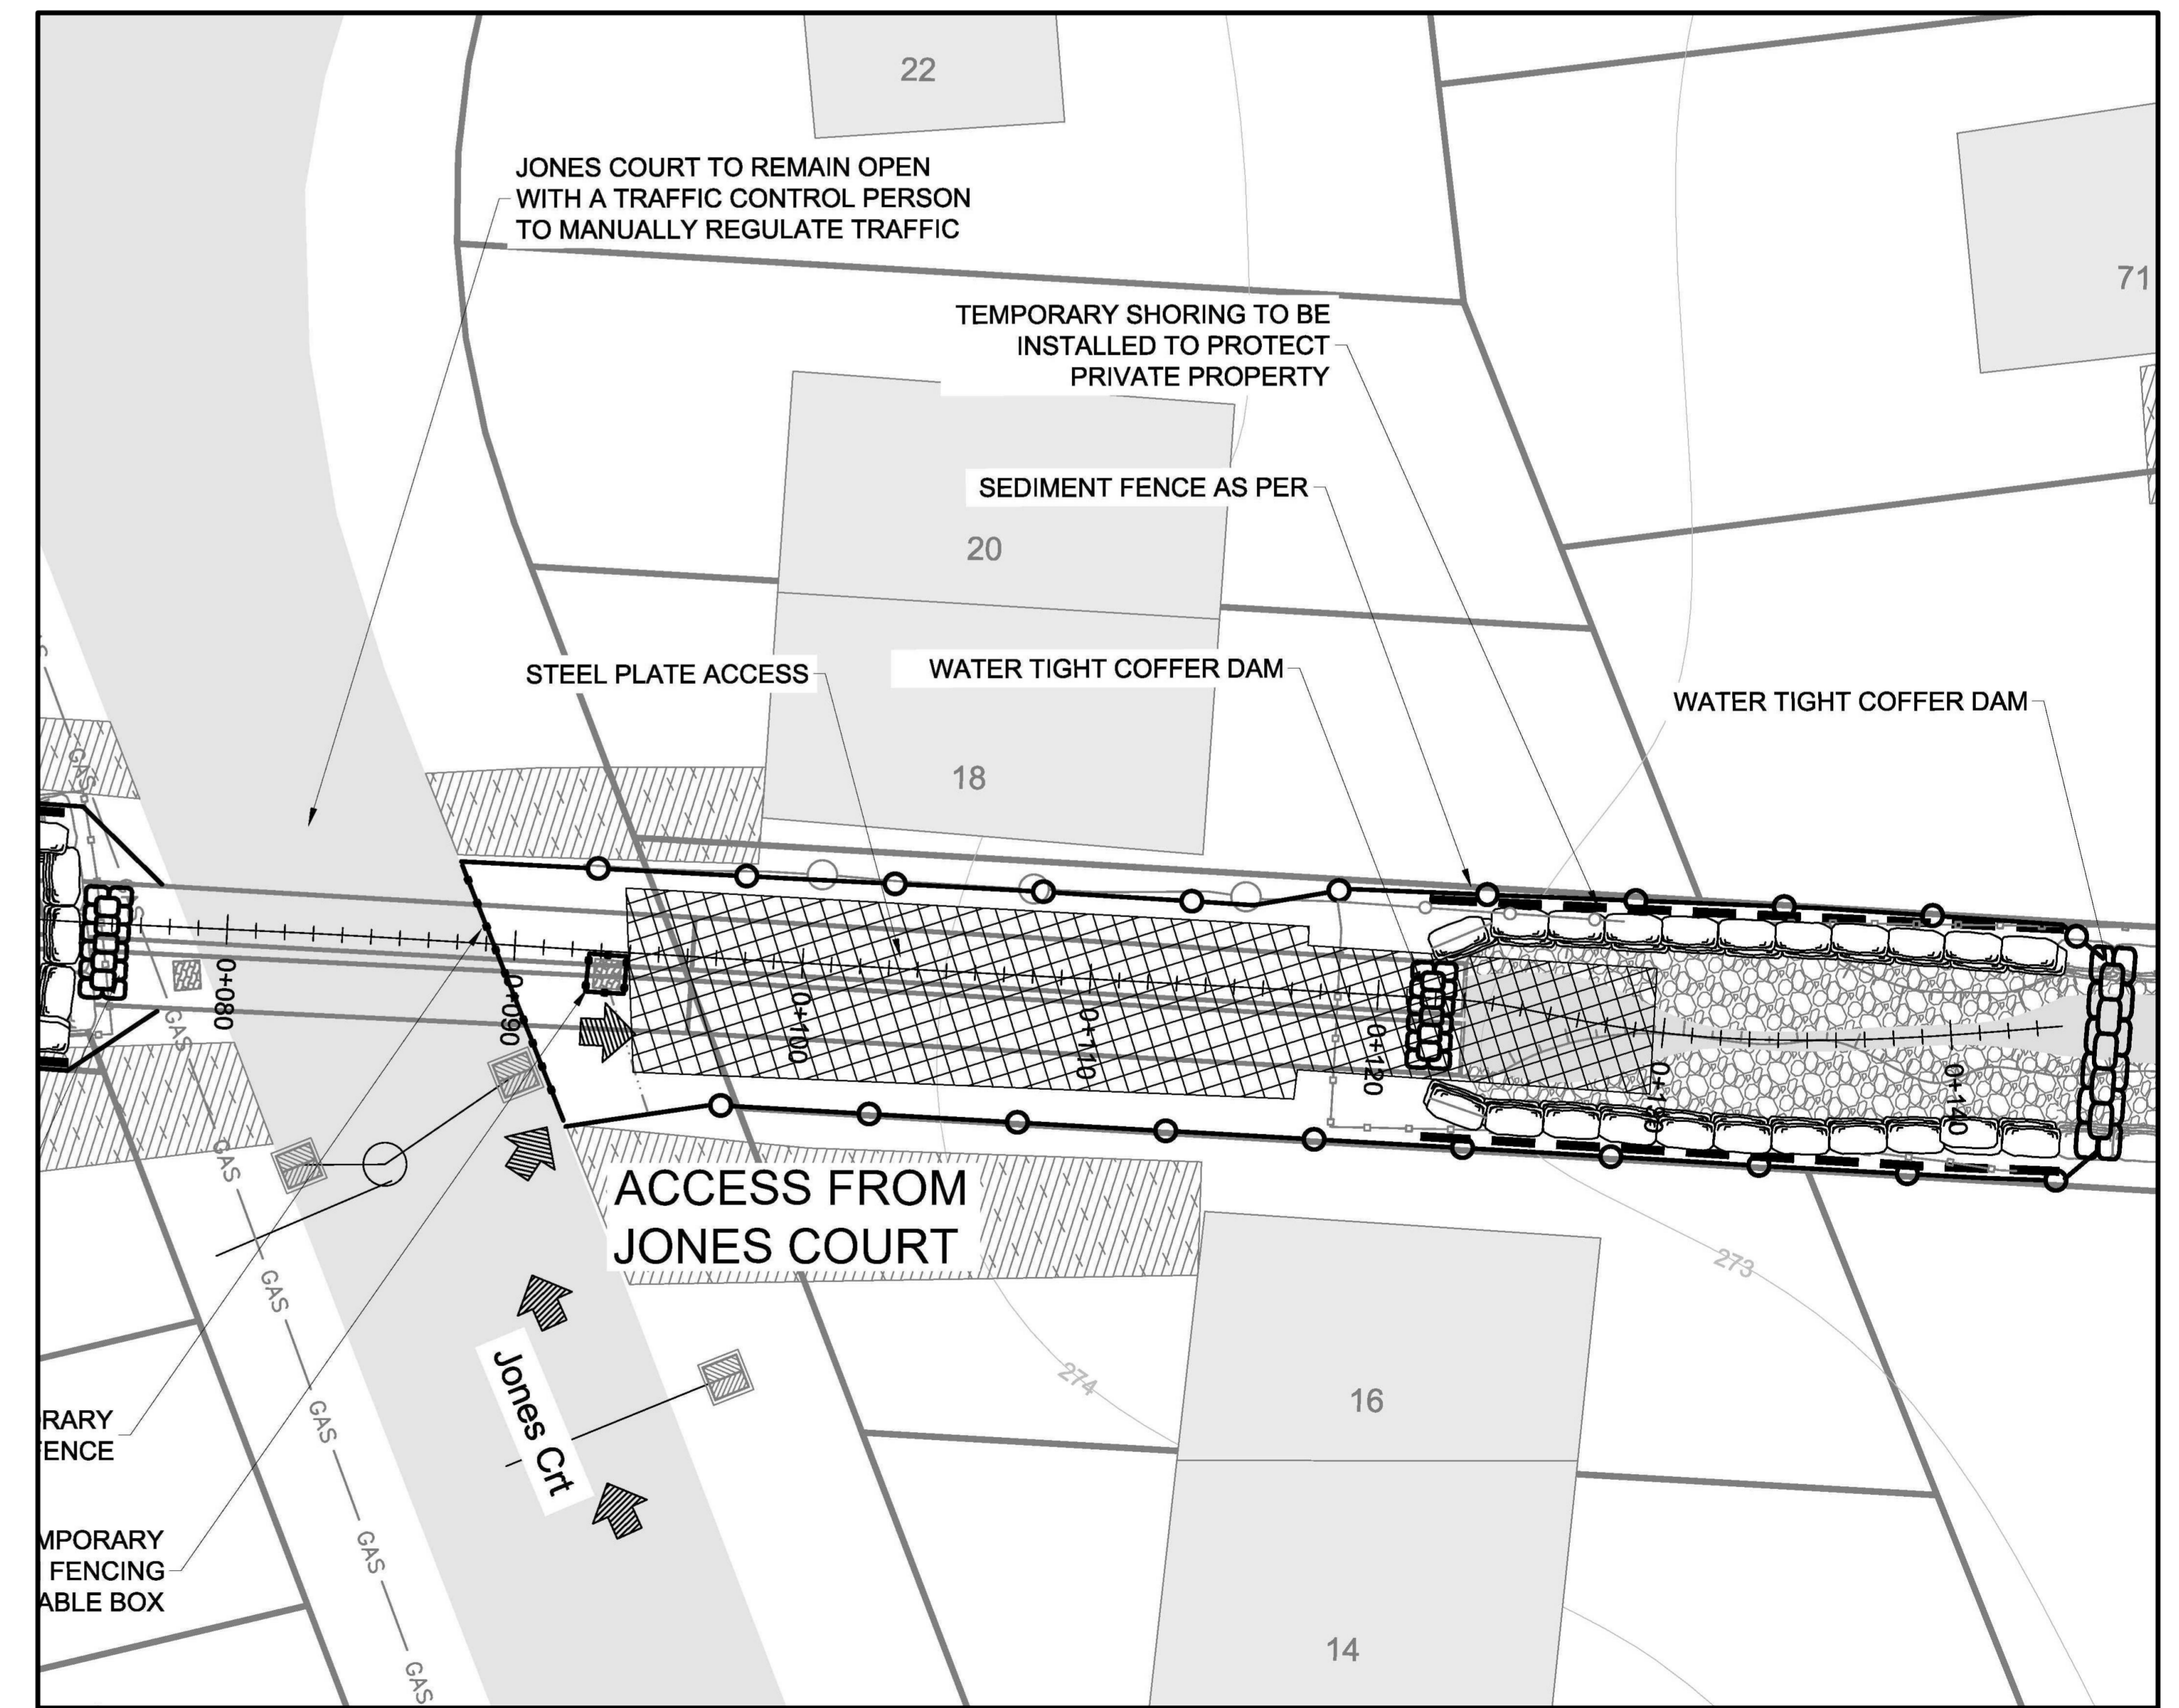 22
JONES COURT TO REMAIN OPEN
WITH A TRAFFIC CONTROL PERSON
TO MANUALLY REGULATE TRAFFIC
71
TEMPORARY SHORING TO BE
INSTALLED TO PROTECT
PRIVATE PROPERTY
SEDIMENT FENCE AS PER
20
STEEL PLATE ACCESS
WATER TIGHT COFFER DAM
WATER TIGHT COFFER DAM
18
GAS
GAS
GAS
0+080
0+090
0+100
0+110
0+120
0+140
GAS
ACCESS FROM
JONES COURT
GAS
273
274
Jones Crt
16
GAS
RARY
ENCE
GAS
MPORARY
FENCING
ABLE BOX
14
GAS